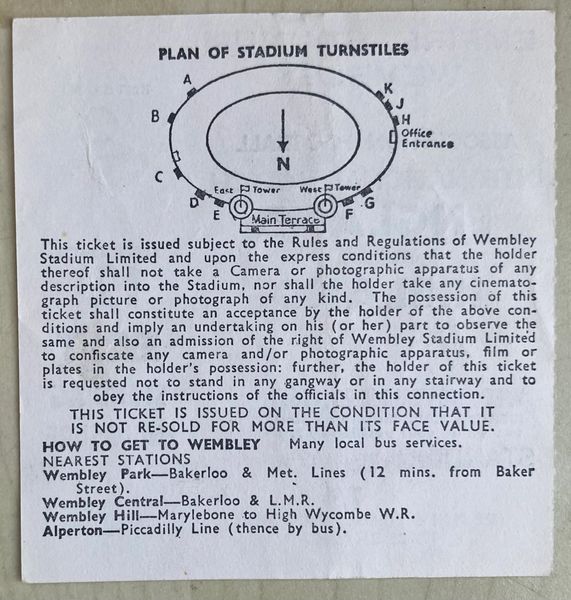 PLAN OF STADIUM TURNSTILES
A
B
C
D
E
K
J
H
Office
Entrance
East Tower
West Tower
N
G
F
Main Terrace
This ticket is issued subject to the Rules and Regulations of Wembley
Stadium Limited and upon the express conditions that the holder
thereof shall not take a Camera or photographic apparatus of any
description into the Stadium, nor shall the holder take any cinemato-
graph picture or photograph of any kind. The possession of this
ticket shall constitute an acceptance by the holder of the above con-
ditions and imply an undertaking on his (or her) part to observe the
same and also an admission of the right of Wembley Stadium Limited
to confiscate any camera and/or photographic apparatus, film or
plates in the holder's possession: further, the holder of this ticket
is requested not to stand in any gangway or in any stairway and to
obey the instructions of the officials in this connection.
THIS TICKET IS ISSUED ON THE CONDITION THAT IT
IS NOT RE-SOLD FOR MORE THAN ITS FACE VALUE.
HOW TO GET TO WEMBLEY Many local bus services.
NEAREST STATIONS
Wembley Park—Bakerloo & Met. Lines (12 mins. from Baker
Street).
Wembley Central—Bakerloo & L.M.R.
Wembley Hill—Marylebone to High Wycombe W.R.
Alperton—Piccadilly Line (thence by bus).